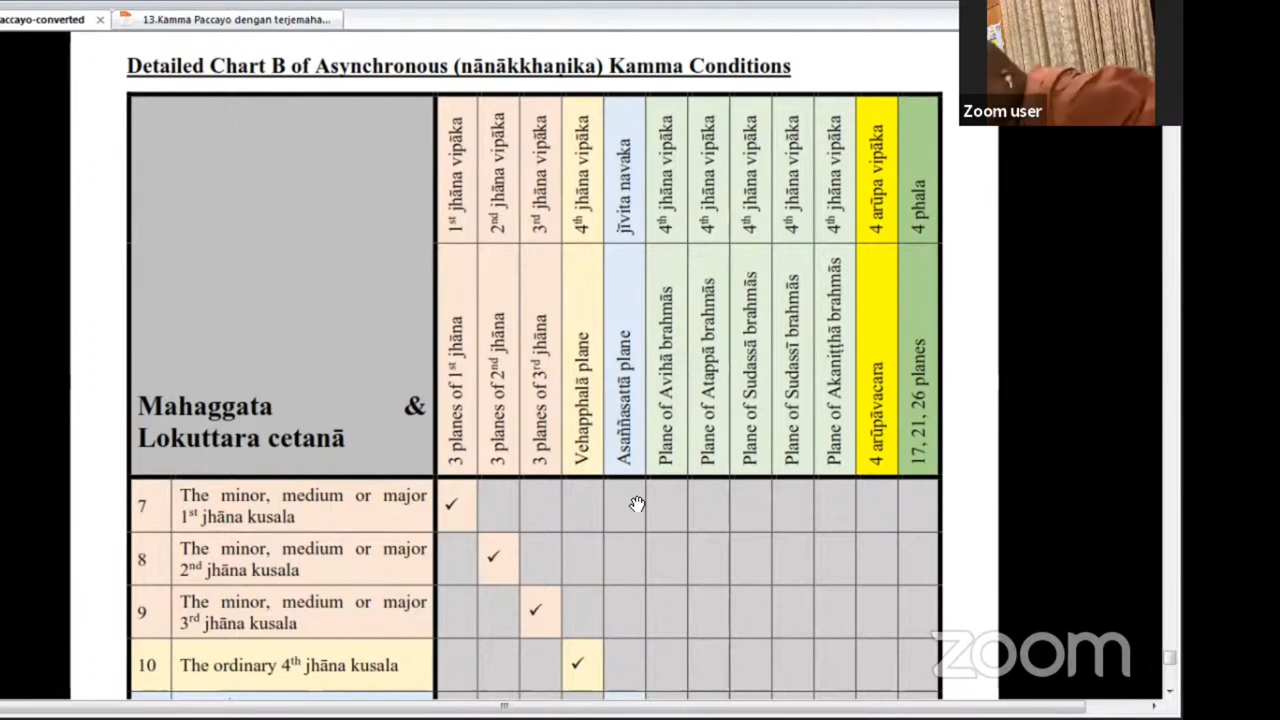 accayo-converted
13.Kamma Paccayo dengan terjemaha...
Zoom user
Detailed Chart B of Asynchronous (nānākkhaṇika) Kamma Conditions
1st jhāna vipāka
2nd jhāna vipāka
3rd jhāna vipāka
4th jhāna vipāka
jīvita navaka
4th jhāna vipāka
4th jhāna vipāka
4th jhāna vipāka
4th jhāna vipāka
4th jhāna vipāka
4 arūpa vipāka
4 phala
Mahaggata &
Lokuttara cetanā
3 planes of 1st jhāna
3 planes of 2nd jhāna
3 planes of 3rd jhāna
Vehapphalā plane
Asaññasattā plane
Plane of Avihā brahmās
Plane of Atappā brahmās
Plane of Sudassā brahmās
Plane of Sudassī brahmās
Plane of Akaniṭṭhā brahmās
4 arūpāvacara
17, 21, 26 planes
7 The minor, medium or major
1st jhāna kusala ✓
8 The minor, medium or major
2nd jhāna kusala ✓
9 The minor, medium or major
3rd jhāna kusala ✓
10 The ordinary 4th jhāna kusala ✓
zoom